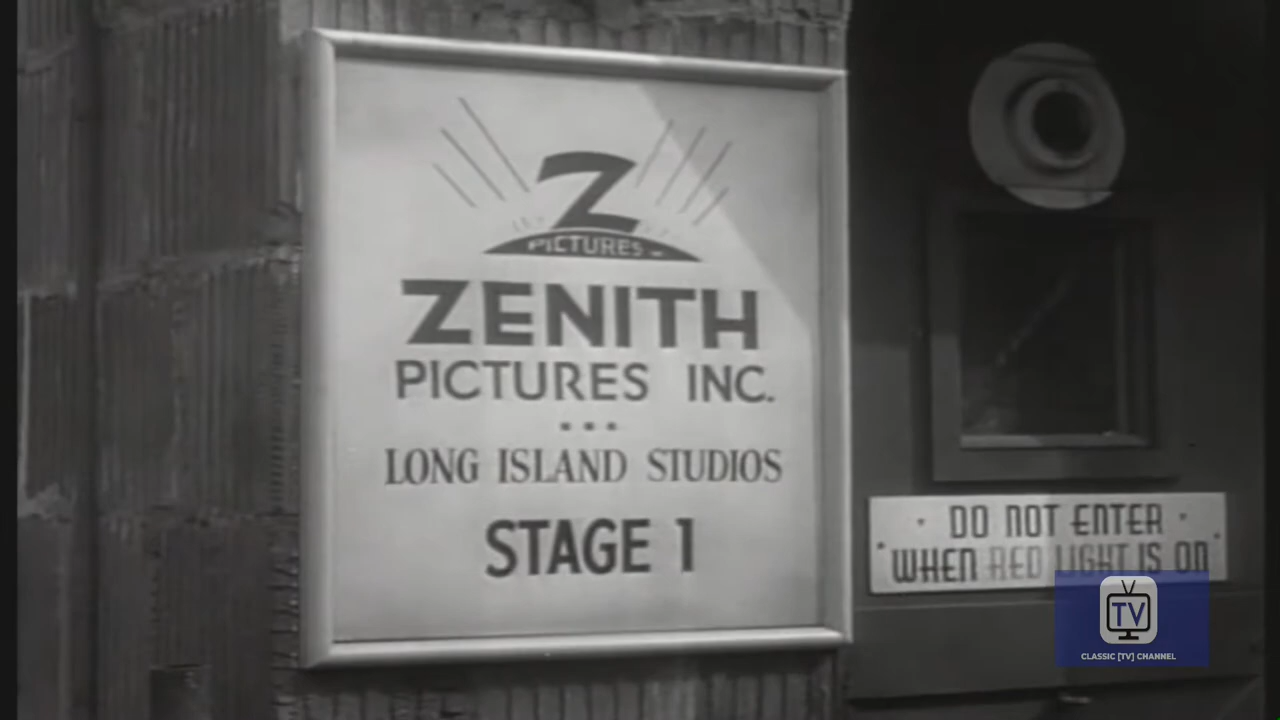 Z
PICTURES
ZENITH
PICTURES INC.
LONG ISLAND STUDIOS
STAGE 1
DO NOT ENTER
WHEN RED LIGHT IS ON
TV
CLASSIC [TV] CHANNEL